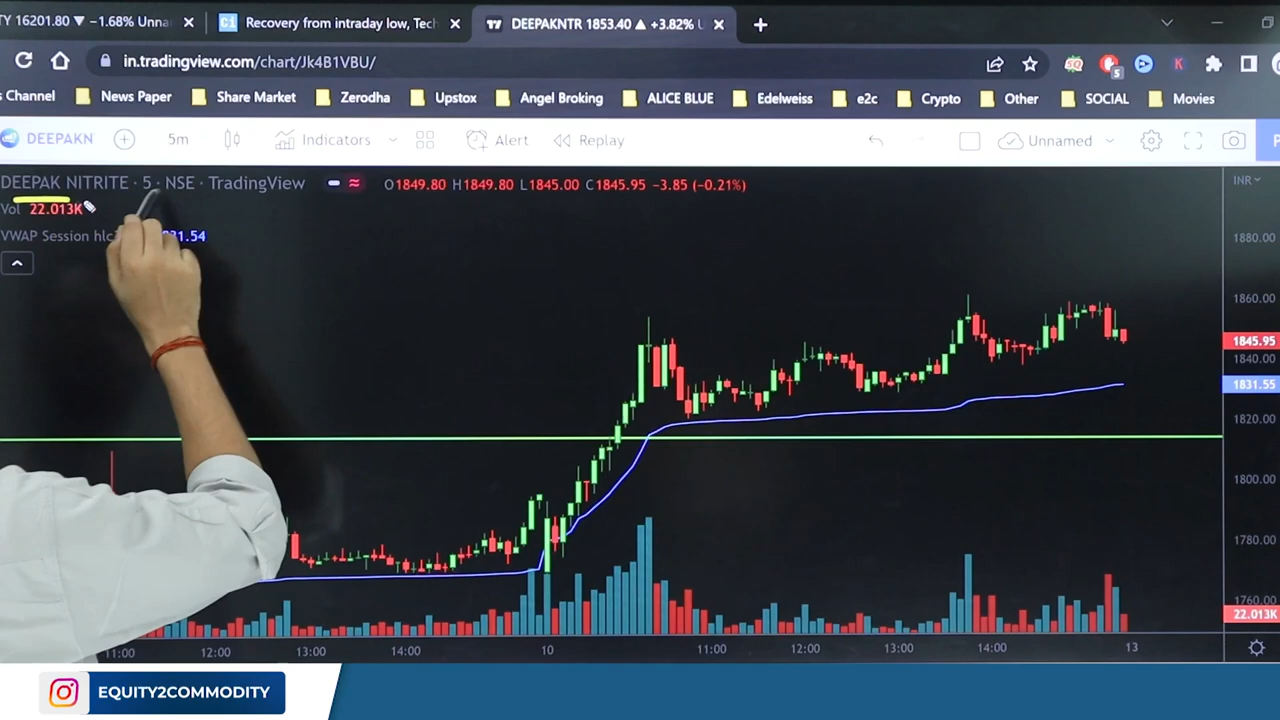 TY 16201.80 ▼ −1.68% Unna
Recovery from intraday low, Tech
DEEPAKNTR 1853.40 ▲ +3.82% U
in.tradingview.com/chart/Jk4B1VBU/
s Channel News Paper Share Market Zerodha Upstox Angel Broking ALICE BLUE Edelweiss e2c Crypto Other SOCIAL Movies
DEEPAKN 5m Indicators Alert Replay Unnamed P
DEEPAK NITRITE · 5 · NSE · TradingView O1849.80 H1849.80 L1845.00 C1845.95 −3.85 (−0.21%) INR
Vol 22.013K
VWAP Session hlc 31.54
1880.00
1860.00
1845.95
1840.00
1831.55
1820.00
1800.00
1780.00
1760.00
22.013K
11:00 12:00 13:00 14:00 10 11:00 12:00 13:00 14:00 13
EQUITY2COMMODITY